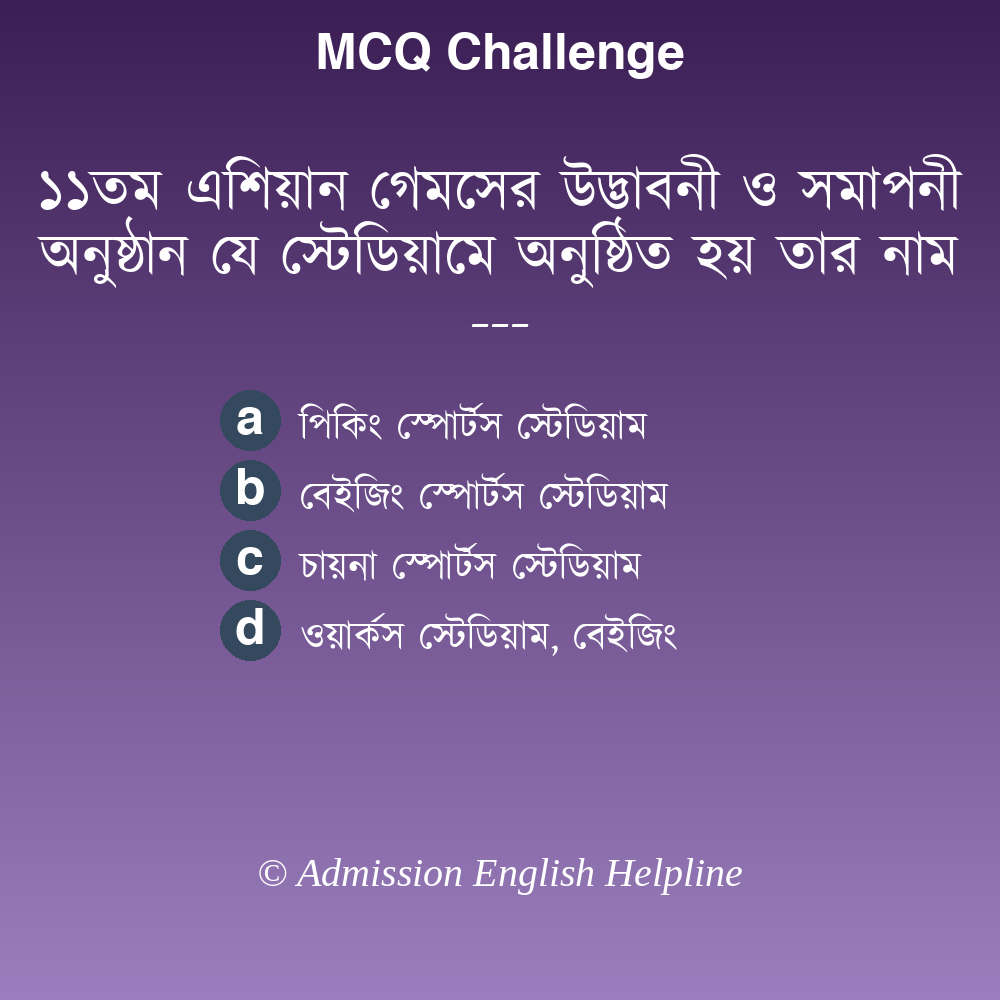 MCQ Challenge
১১তম এশিয়ান গেমসের উদ্ভাবনী ও সমাপনী
অনুষ্ঠান যে স্টেডিয়ামে অনুষ্ঠিত হয় তার নাম
---
a পিকিং স্পোর্টস স্টেডিয়াম
b বেইজিং স্পোর্টস স্টেডিয়াম
c চায়না স্পোর্টস স্টেডিয়াম
d ওয়ার্কস স্টেডিয়াম, বেইজিং
© Admission English Helpline